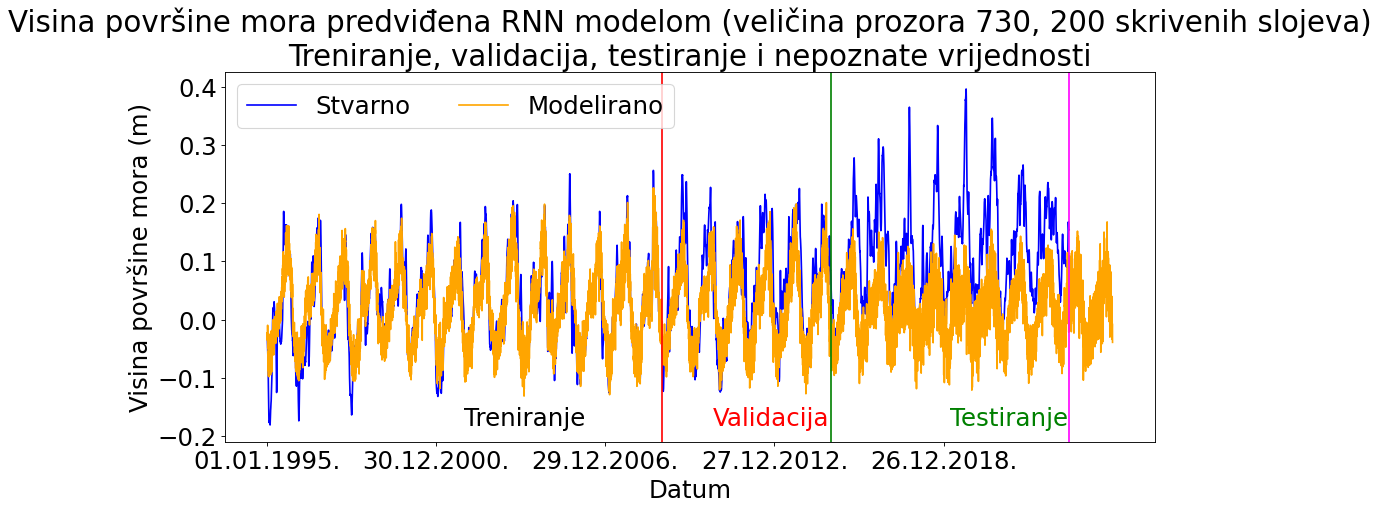 Visina površine mora predviđena RNN modelom (veličina prozora 730, 200 skrivenih slojeva)
Treniranje, validacija, testiranje i nepoznate vrijednosti
Stvarno Modelirano
Visina površine mora (m)
0.4
0.3
0.2
0.1
0.0
−0.1
−0.2
Treniranje Validacija Testiranje
01.01.1995. 30.12.2000. 29.12.2006. 27.12.2012. 26.12.2018.
Datum